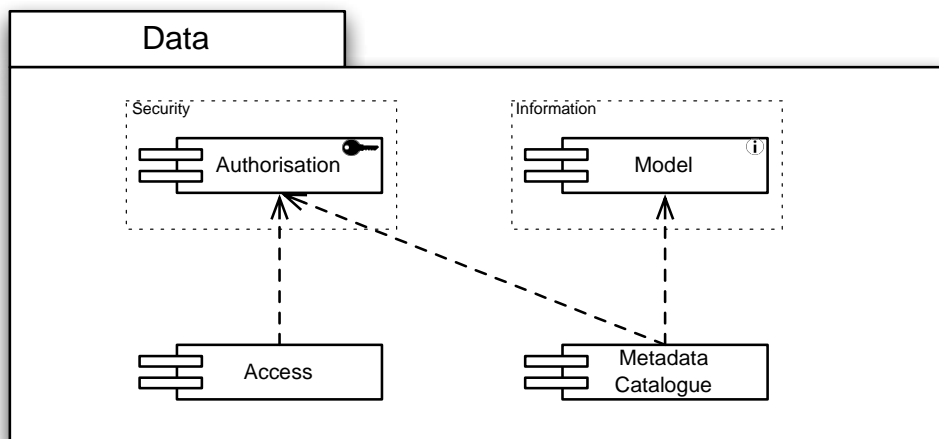 Data
Security
Information
Authorisation
i
Model
Access
Metadata
Catalogue